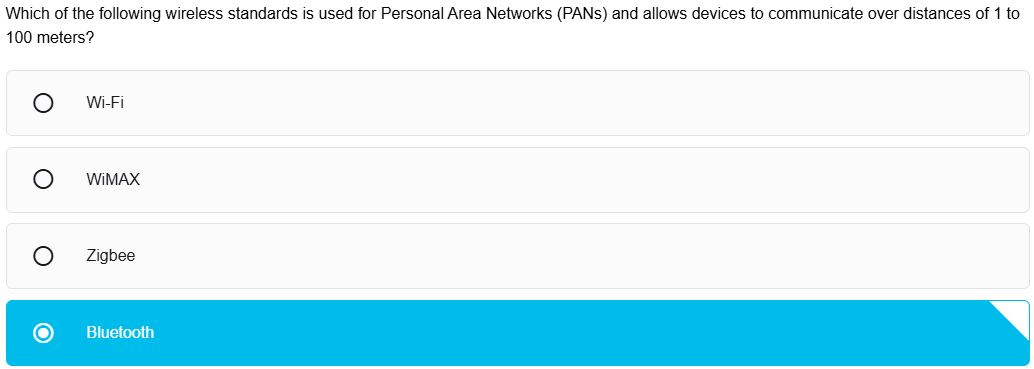 Which of the following wireless standards is used for Personal Area Networks (PANs) and allows devices to communicate over distances of 1 to
100 meters?
Wi-Fi
WiMAX
Zigbee
Bluetooth